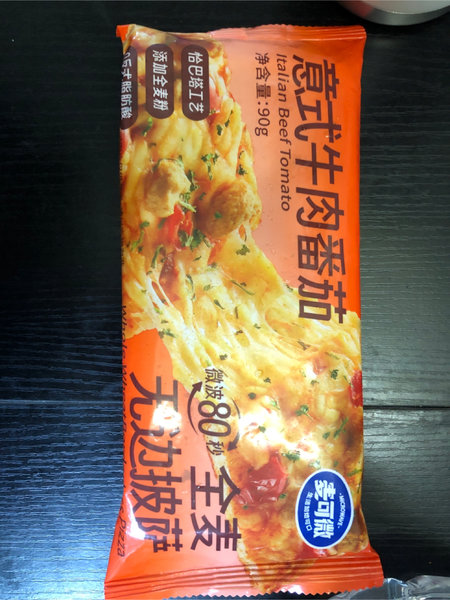 意式牛肉番茄
Italian Beef Tomato
净含量:90g
恰巴塔工艺
添加全麦粉
0反式脂肪酸
微波80秒
全麦
无边披萨
·MICROWAVE·
麦可微